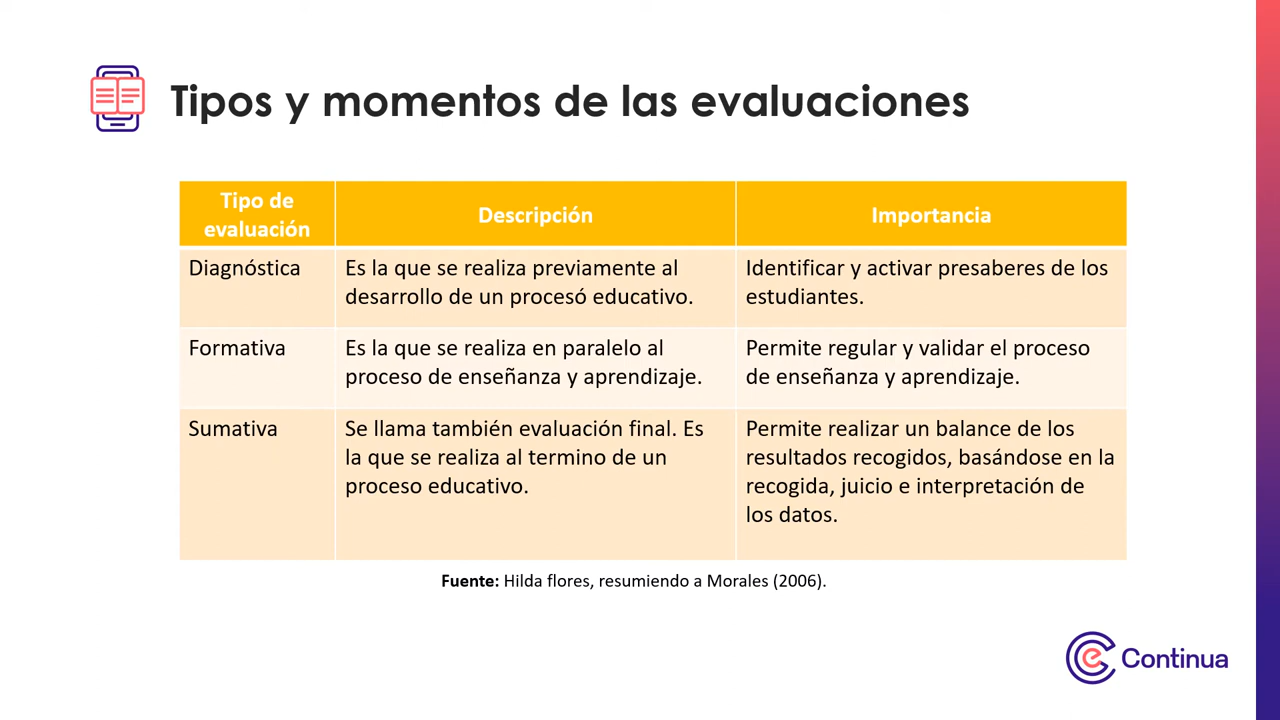 Tipos y momentos de las evaluaciones
Tipo de
evaluación
Descripción
Importancia
Diagnóstica
Es la que se realiza previamente al
desarrollo de un procesó educativo.
Identificar y activar presaberes de los
estudiantes.
Formativa
Es la que se realiza en paralelo al
proceso de enseñanza y aprendizaje.
Permite regular y validar el proceso
de enseñanza y aprendizaje.
Sumativa
Se llama también evaluación final. Es
la que se realiza al termino de un
proceso educativo.
Permite realizar un balance de los
resultados recogidos, basándose en la
recogida, juicio e interpretación de
los datos.
Fuente: Hilda flores, resumiendo a Morales (2006).
Continua